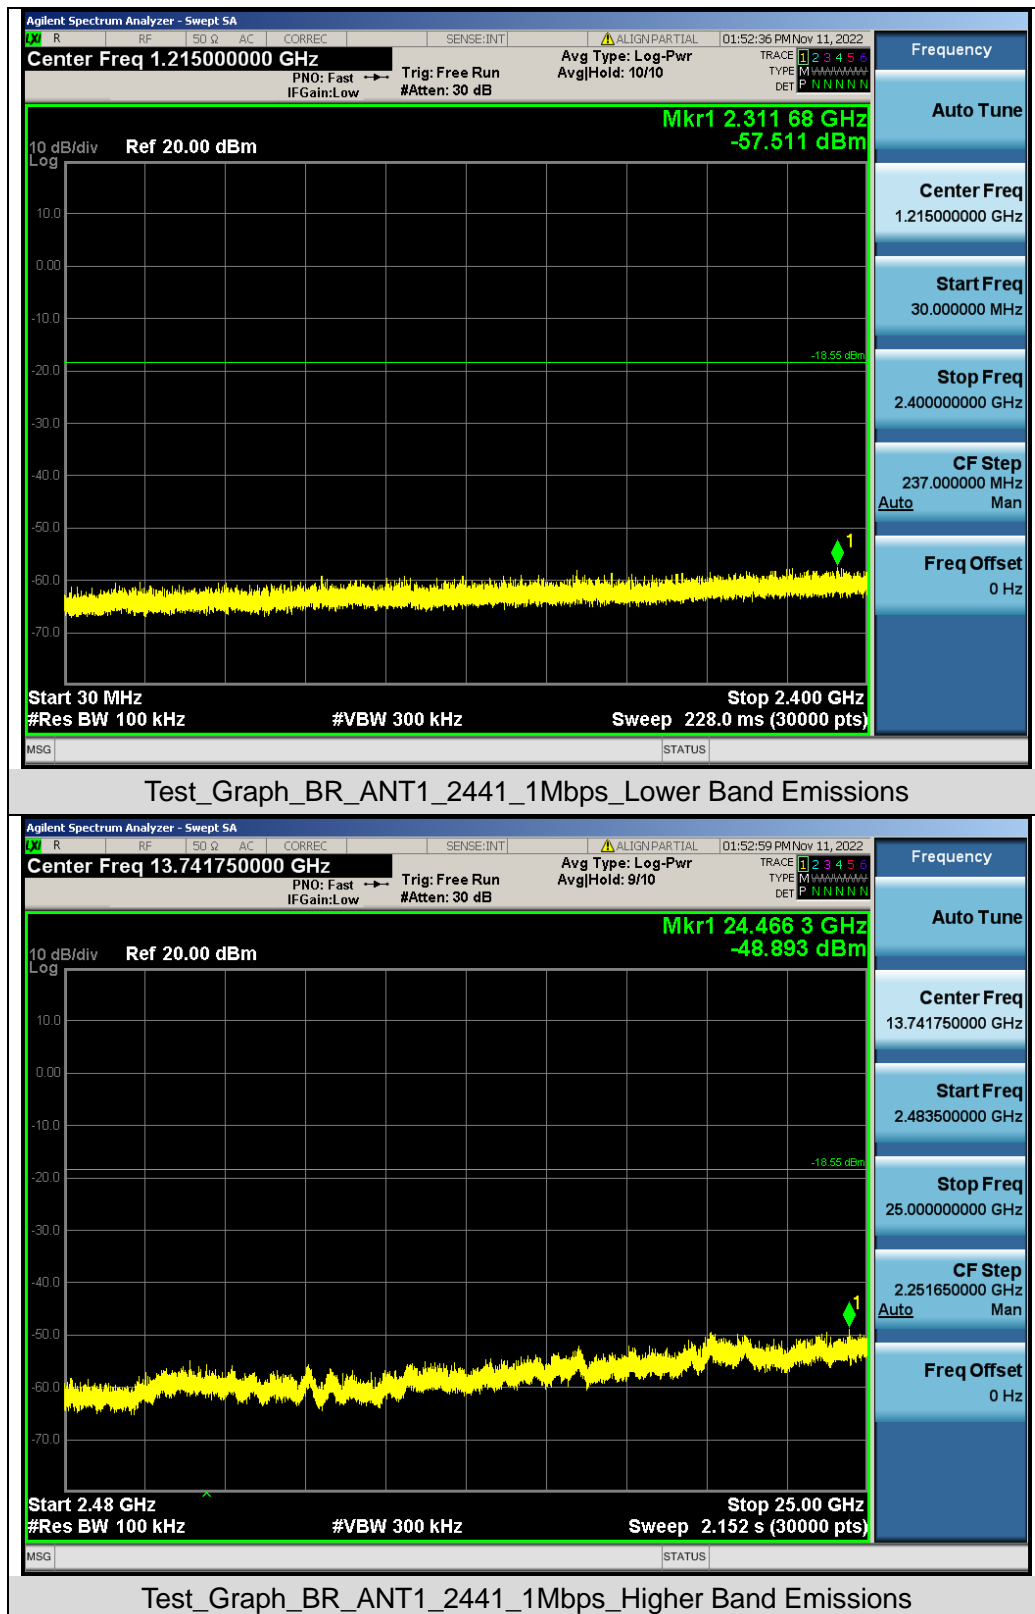 Agilent Spectrum Analyzer - Swept SA
LXI R RF 50 Ω AC CORREC SENSE:INT ALIGN PARTIAL 01:52:36 PM Nov 11, 2022
Center Freq 1.215000000 GHz
PNO: Fast
IFGain:Low
Trig: Free Run
#Atten: 30 dB
Avg Type: Log-Pwr
Avg|Hold: 10/10
TRACE 1 2 3 4 5 6
TYPE M WWWWW
DET P N N N N N
Mkr1 2.311 68 GHz
-57.511 dBm
10 dB/div Ref 20.00 dBm
Log
10.0
0.00
-10.0
-18.55 dBm
-20.0
-30.0
-40.0
-50.0
1
-60.0
-70.0
Start 30 MHz Stop 2.400 GHz
#Res BW 100 kHz #VBW 300 kHz Sweep 228.0 ms (30000 pts)
MSG STATUS
Frequency
Auto Tune
Center Freq
1.215000000 GHz
Start Freq
30.000000 MHz
Stop Freq
2.400000000 GHz
CF Step
237.000000 MHz
Auto Man
Freq Offset
0 Hz
Test_Graph_BR_ANT1_2441_1Mbps_Lower Band Emissions
Agilent Spectrum Analyzer - Swept SA
LXI R RF 50 Ω AC CORREC SENSE:INT ALIGN PARTIAL 01:52:59 PM Nov 11, 2022
Center Freq 13.741750000 GHz
PNO: Fast
IFGain:Low
Trig: Free Run
#Atten: 30 dB
Avg Type: Log-Pwr
Avg|Hold: 9/10
TRACE 1 2 3 4 5 6
TYPE M WWWWW
DET P N N N N N
Mkr1 24.466 3 GHz
-48.893 dBm
10 dB/div Ref 20.00 dBm
Log
10.0
0.00
-10.0
-18.55 dBm
-20.0
-30.0
-40.0
1
-50.0
-60.0
-70.0
Start 2.48 GHz Stop 25.00 GHz
#Res BW 100 kHz #VBW 300 kHz Sweep 2.152 s (30000 pts)
MSG STATUS
Frequency
Auto Tune
Center Freq
13.741750000 GHz
Start Freq
2.483500000 GHz
Stop Freq
25.000000000 GHz
CF Step
2.251650000 GHz
Auto Man
Freq Offset
0 Hz
Test_Graph_BR_ANT1_2441_1Mbps_Higher Band Emissions